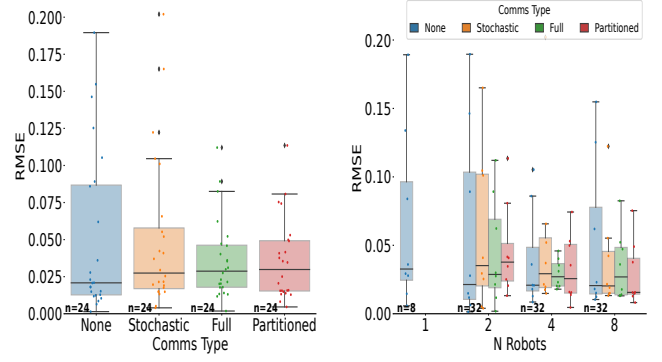 0.200
0.175
0.150
0.125
0.100
0.075
0.050
0.025
0.000
RMSE
n=24 n=24 n=24 n=24
None Stochastic Full Partitioned
Comms Type
Comms Type
None Stochastic Full Partitioned
0.20
0.15
0.10
0.05
0.00
RMSE
n=8 n=32 n=32 n=32
1 2 4 8
N Robots